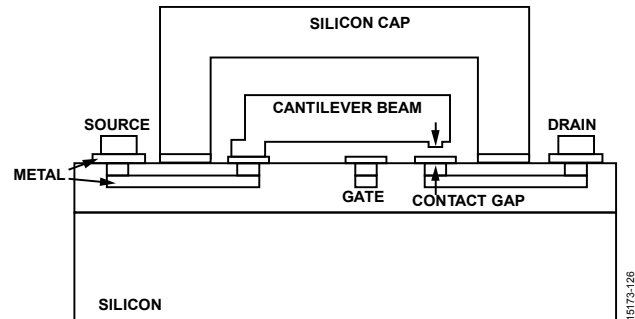 SILICON CAP
CANTILEVER BEAM
SOURCE
DRAIN
METAL
GATE
CONTACT GAP
SILICON
15173-126